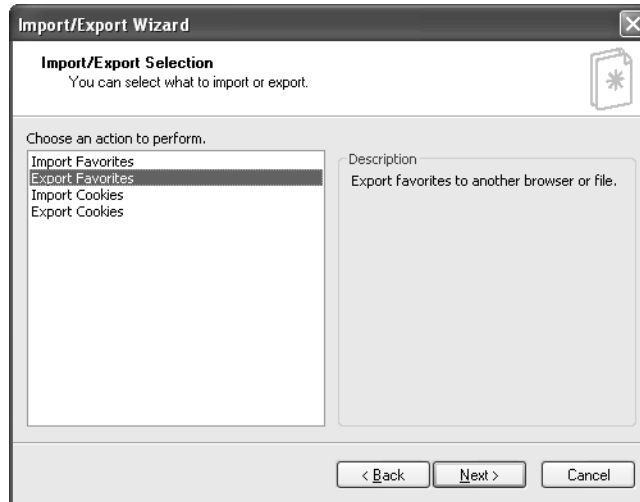 Import/Export Wizard
Import/Export Selection
You can select what to import or export.
Choose an action to perform.
Import Favorites
Export Favorites
Import Cookies
Export Cookies
Description
Export favorites to another browser or file.
< Back
Next >
Cancel